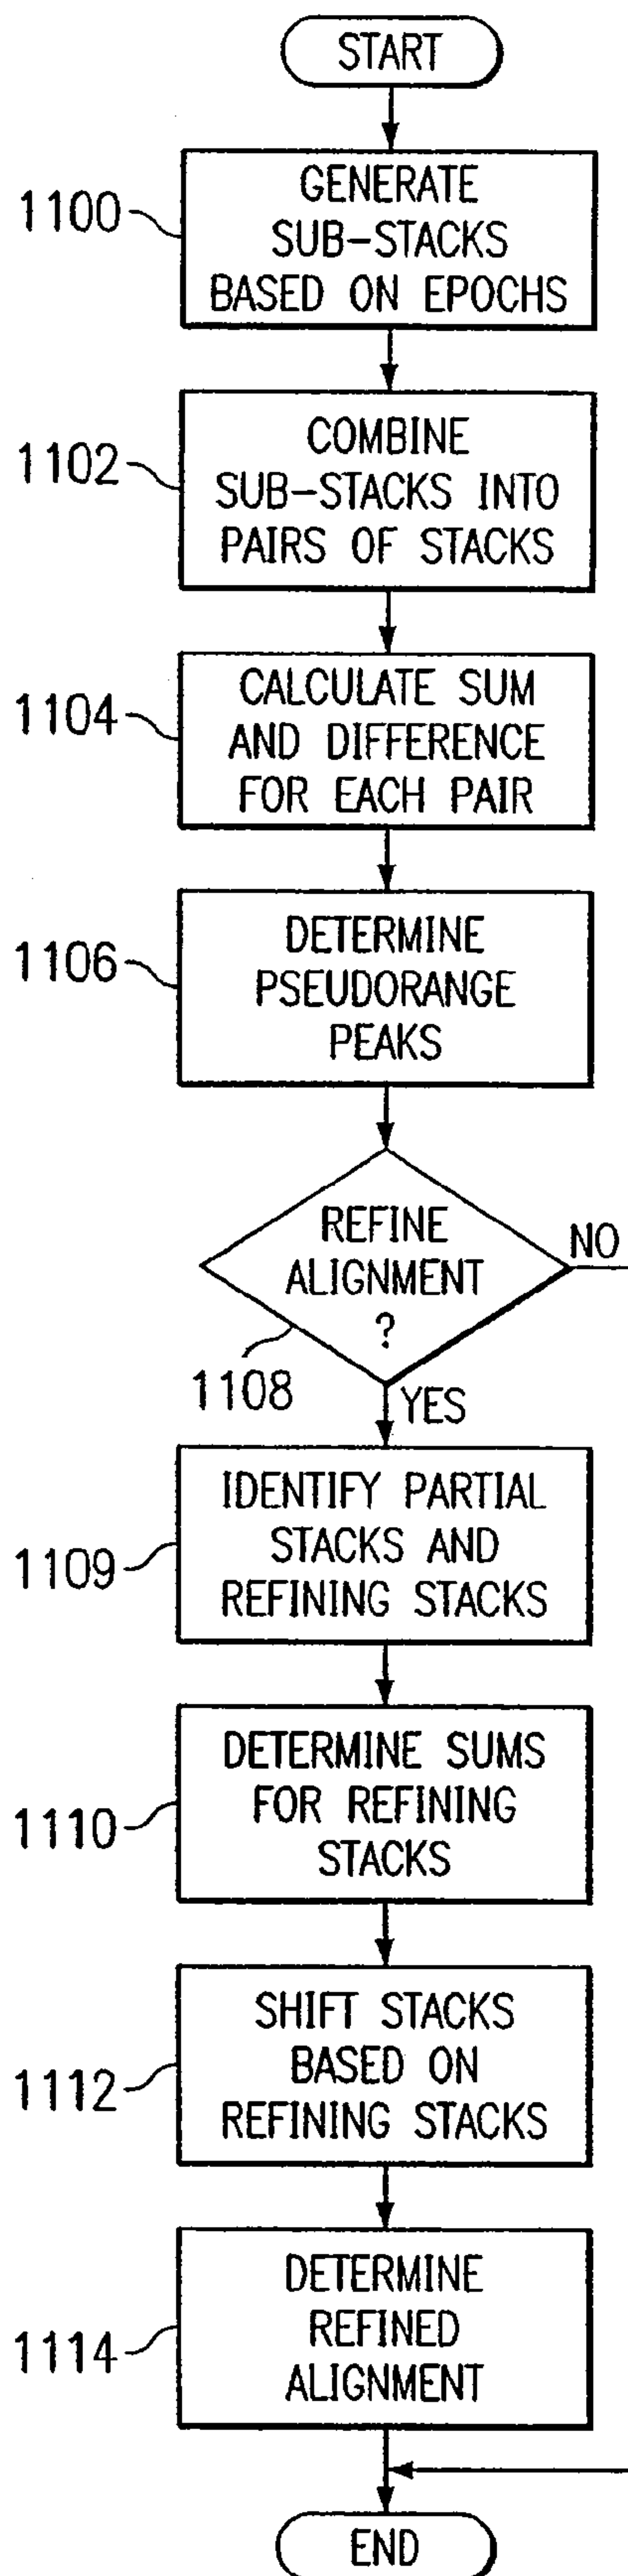 START
1100
GENERATE
SUB-STACKS
BASED ON EPOCHS
1102
COMBINE
SUB-STACKS INTO
PAIRS OF STACKS
1104
CALCULATE SUM
AND DIFFERENCE
FOR EACH PAIR
1106
DETERMINE
PSEUDORANGE
PEAKS
REFINE
ALIGNMENT
?
NO
1108
YES
1109
IDENTIFY PARTIAL
STACKS AND
REFINING STACKS
1110
DETERMINE SUMS
FOR REFINING
STACKS
1112
SHIFT STACKS
BASED ON
REFINING STACKS
1114
DETERMINE
REFINED
ALIGNMENT
END